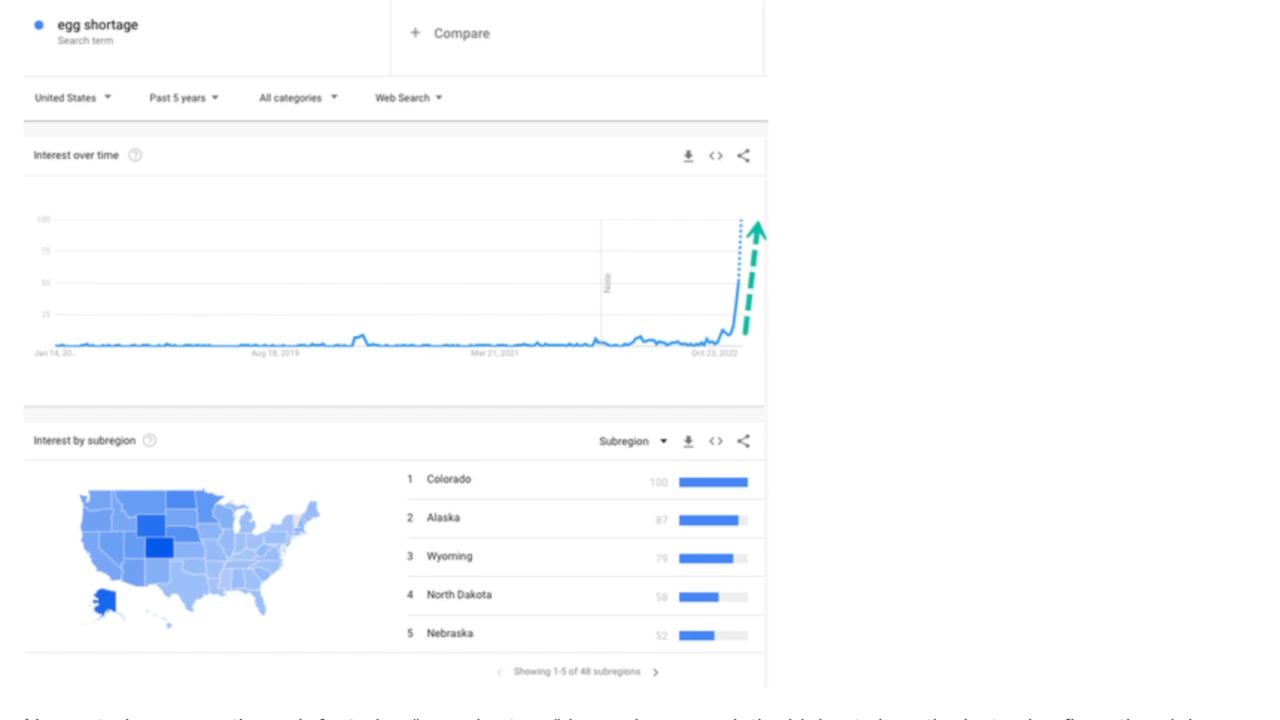 egg shortage
Search term
+ Compare
United States
Past 5 years
All categories
Web Search
Interest over time
100
75
50
25
Note
Jan 14, 20...
Aug 18, 2019
Mar 21, 2021
Oct 23, 2022
Interest by subregion
Subregion
1 Colorado 100
2 Alaska 87
3 Wyoming 79
4 North Dakota 58
5 Nebraska 52
Showing 1-5 of 48 subregions